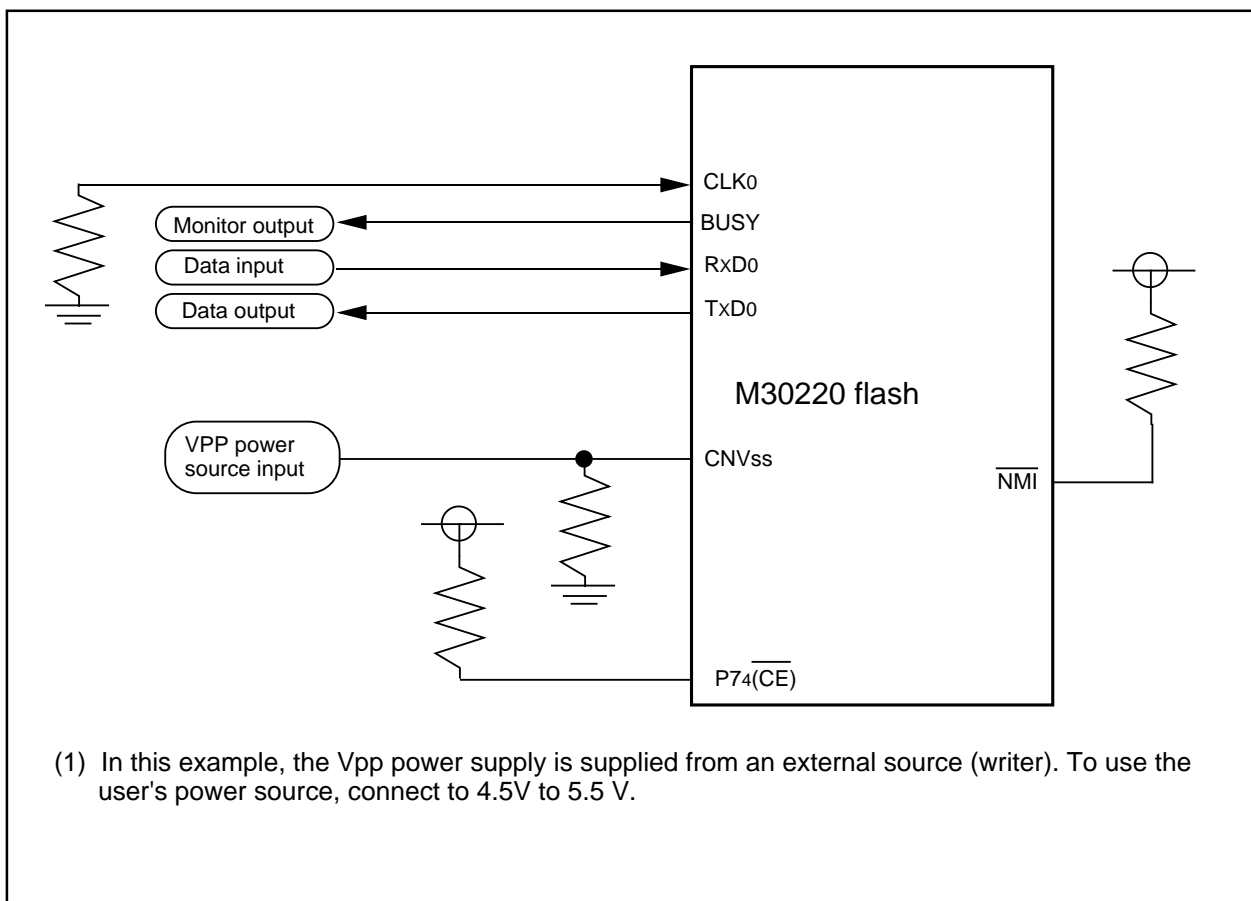 CLK0
Monitor output
BUSY
Data input
RxD0
Data output
TxD0
M30220 flash
VPP power
source input
CNVss
NMI
P74(CE)
(1) In this example, the Vpp power supply is supplied from an external source (writer). To use the
user's power source, connect to 4.5V to 5.5 V.